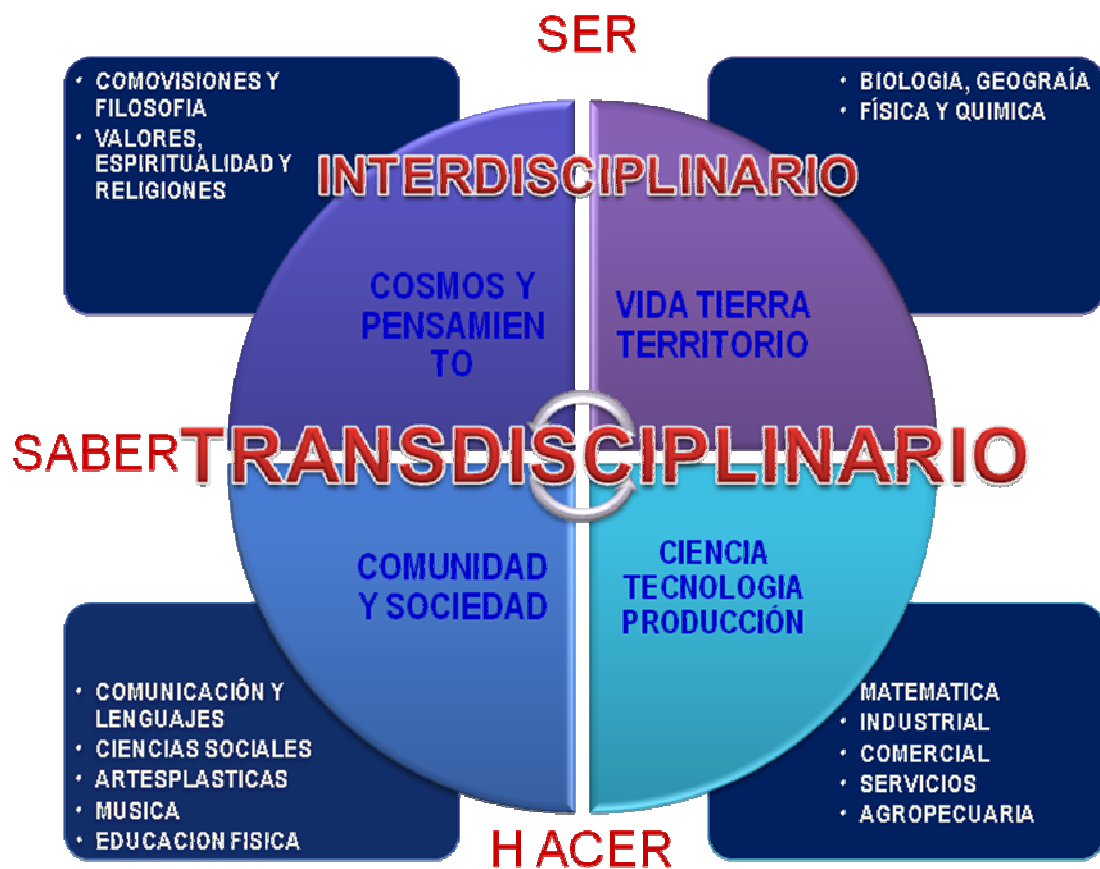 SER
• COMOVISIONES Y
FILOSOFIA
• VALORES,
ESPIRITUALIDAD Y
RELIGIONES
• BIOLOGIA, GEOGRAÍA
• FÍSICA Y QUIMICA
INTERDISCIPLINARIO
COSMOS Y
PENSAMIEN
TO
VIDA TIERRA
TERRITORIO
SABER
TRANSDISCIPLINARIO
COMUNIDAD
Y SOCIEDAD
CIENCIA
TECNOLOGIA
PRODUCCIÓN
• COMUNICACIÓN Y
LENGUAJES
• CIENCIAS SOCIALES
• ARTESPLASTICAS
• MUSICA
• EDUCACION FISICA
MATEMATICA
• INDUSTRIAL
• COMERCIAL
• SERVICIOS
• AGROPECUARIA
H ACER